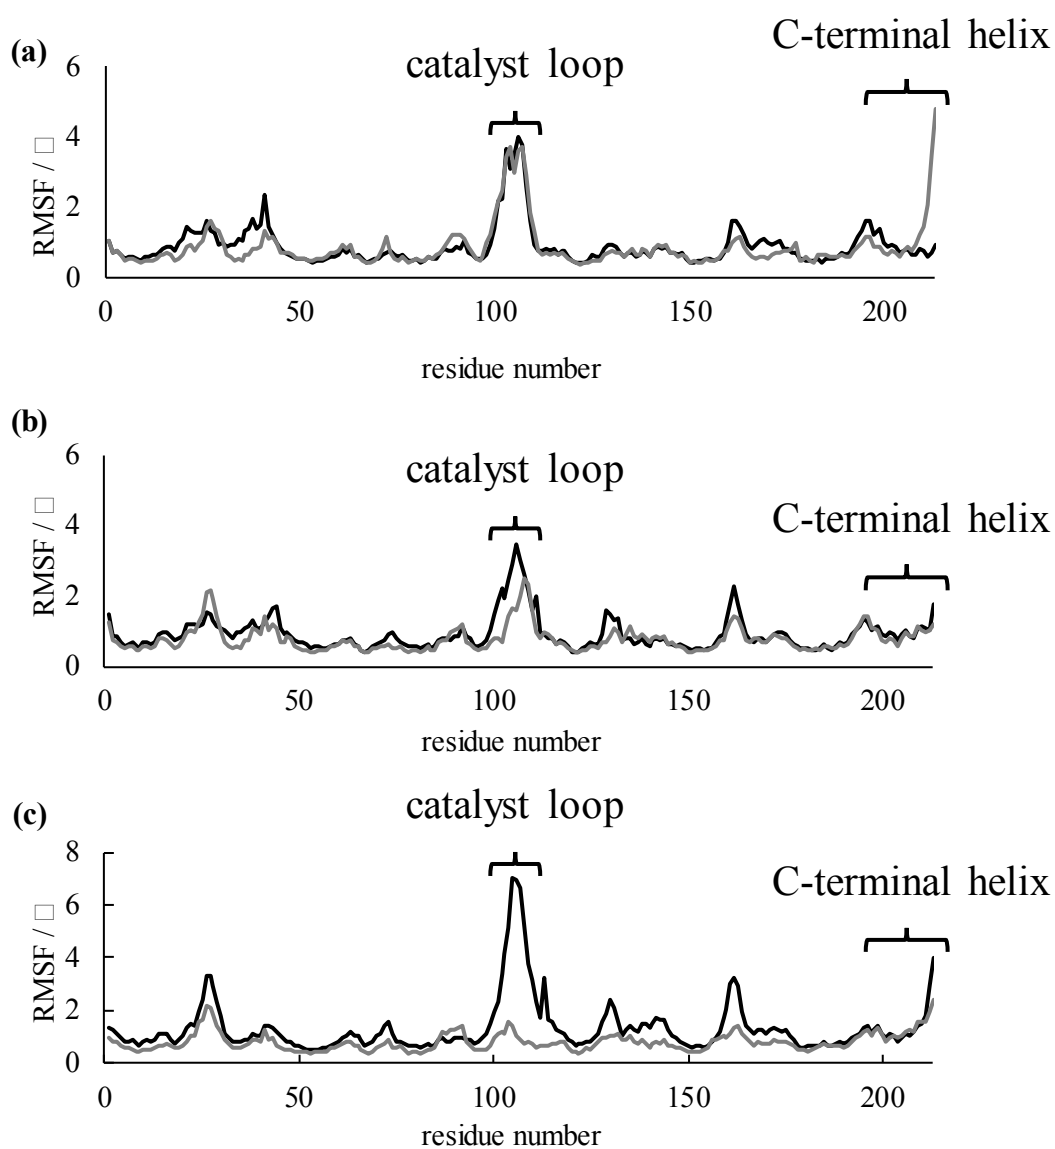 C-terminal helix
(a)
catalyst loop
6
4
2
0
RMSF / □
0 50 100 150 200
residue number
(b)
6
4
2
0
RMSF / □
catalyst loop
C-terminal helix
0 50 100 150 200
residue number
(c)
catalyst loop
8
6
4
2
0
RMSF / □
C-terminal helix
0 50 100 150 200
residue number